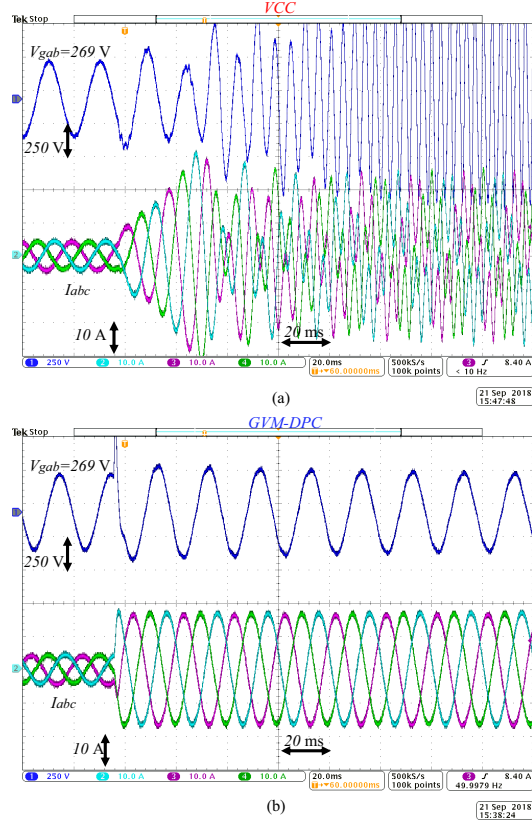 VCC
Tek Stop
Vgab=269 V
1
250 V
2
Iabc
10 A
20 ms
1 250 V 2 10.0 A 3 10.0 A 4 10.0 A 20.0ms 500kS/s 3 8.40 A
T→▼60.00000ms 100k points < 10 Hz
(a)
21 Sep 2018
15:47:48
GVM-DPC
Tek Stop
Vgab=269 V
1
250 V
2
Iabc
10 A
20 ms
1 250 V 2 10.0 A 3 10.0 A 4 10.0 A 20.0ms 500kS/s 3 8.40 A
T→▼60.00000ms 100k points 49.9979 Hz
(b)
21 Sep 2018
15:38:24